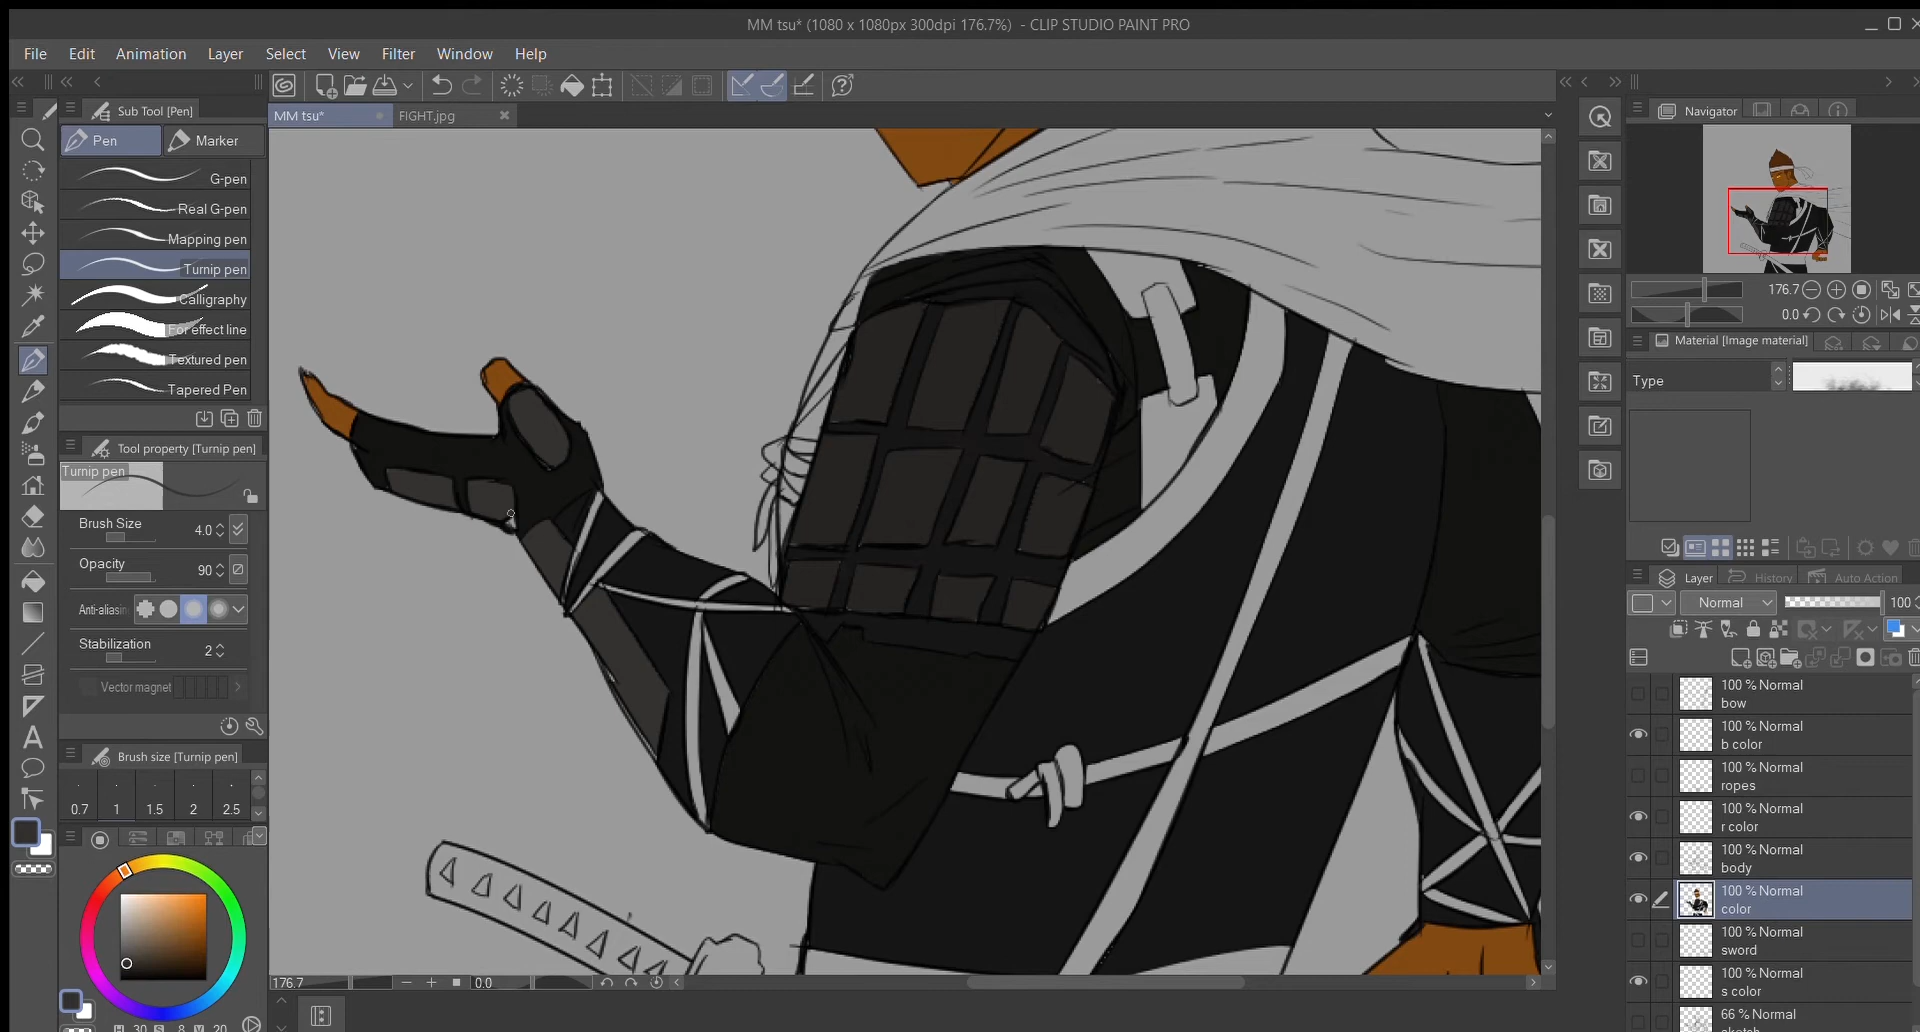 MM tsu* (1080 x 1080px 300dpi 176.7%) - CLIP STUDIO PAINT PRO
File Edit Animation Layer Select View Filter Window Help
Sub Tool [Pen]
MM tsu*
FIGHT.jpg
Navigator
Pen
Marker
G-pen
Real G-pen
Mapping pen
Turnip pen
Calligraphy
For effect line
Textured pen
Tapered Pen
Tool property [Turnip pen]
Turnip pen
Brush Size 4.0
Opacity 90
Anti-aliasin
Stabilization 2
Vector magnet
Brush size [Turnip pen]
0.7 1 1.5 2 2.5
H 30 S 8 V 20
176.7
0.0
176.7
0.0
Material [Image material]
Type
Layer
History
Auto Action
Normal
100
100 % Normal
bow
100 % Normal
b color
100 % Normal
ropes
100 % Normal
r color
100 % Normal
body
100 % Normal
color
100 % Normal
sword
100 % Normal
s color
66 % Normal
sketch